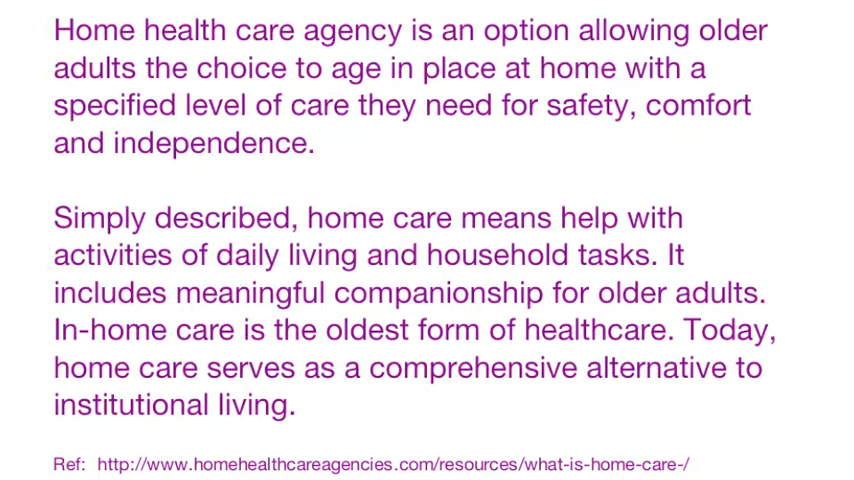 Home health care agency is an option allowing older
adults the choice to age in place at home with a
specified level of care they need for safety, comfort
and independence.
Simply described, home care means help with
activities of daily living and household tasks. It
includes meaningful companionship for older adults.
In-home care is the oldest form of healthcare. Today,
home care serves as a comprehensive alternative to
institutional living.
Ref: http://www.homehealthcareagencies.com/resources/what-is-home-care-/